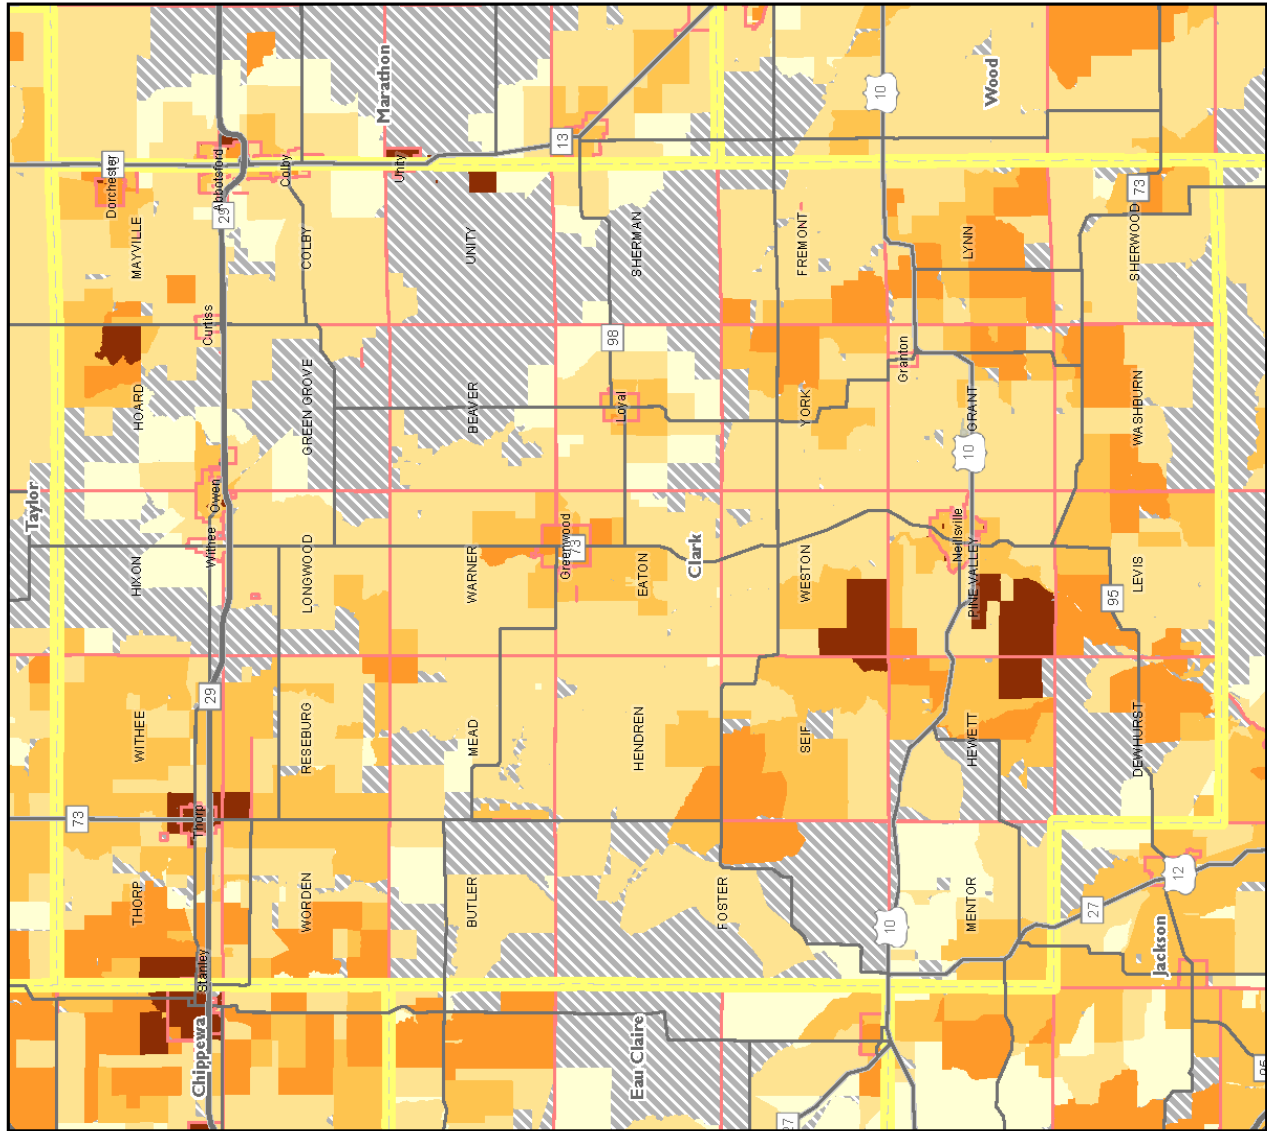 Taylor
73
THORP
WITHEE
HIXON
HOARD
MAYVILLE
Dorchester
Chippewa
Stanley
Thorp
29
Withee
Owen
Curtiss
29
Abbotsford
Colby
Marathon
WORDEN
RESEBURG
LONGWOOD
GREEN GROVE
COLBY
Unity
BUTLER
MEAD
WARNER
BEAVER
UNITY
Greenwood
73
13
Eau Claire
HENDREN
EATON
98
Loyal
SHERMAN
FOSTER
Clark
SEIF
WESTON
YORK
FREMONT
10
Wood
27
10
Neillsville
Granton
MENTOR
HEWETT
PINE VALLEY
10
GRANT
LYNN
27
95
Jackson
12
DEWHURST
LEVIS
WASHBURN
SHERWOOD
73